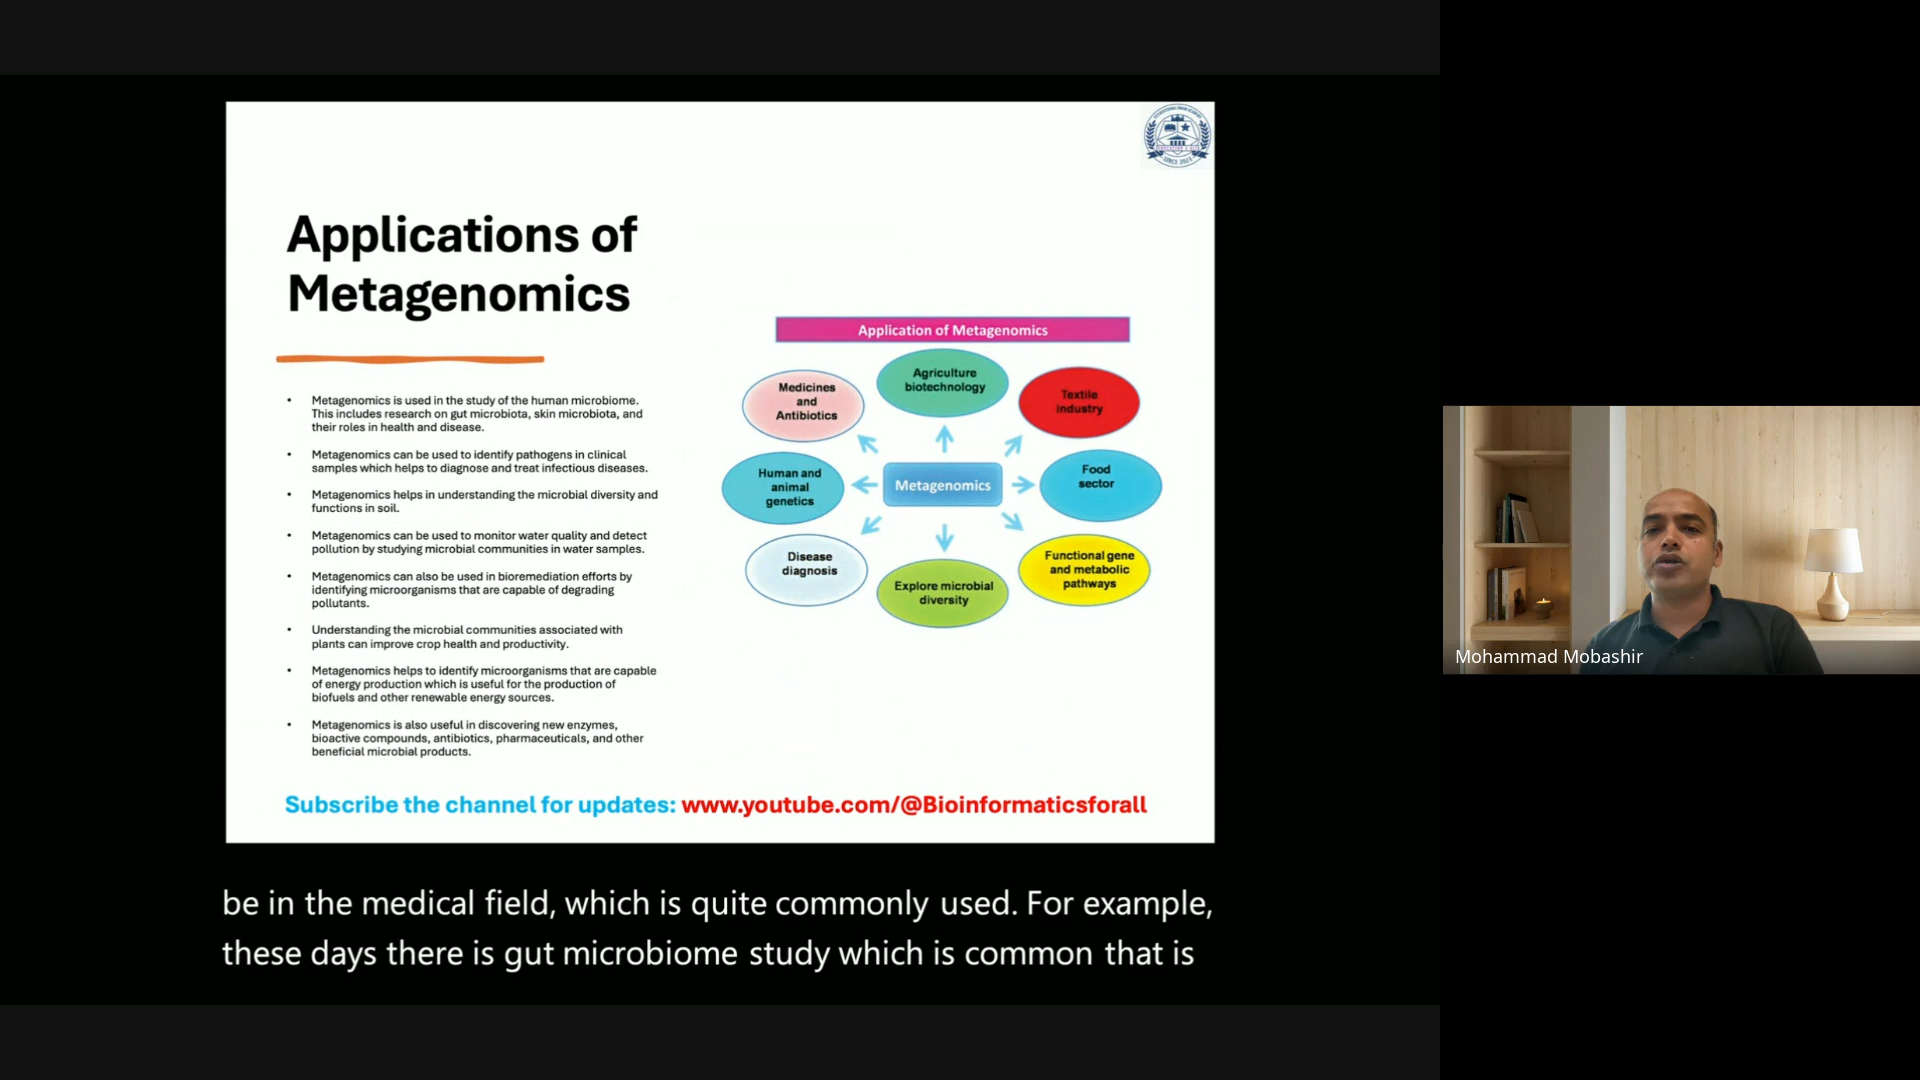 Applications of
Metagenomics
• Metagenomics is used in the study of the human microbiome.
This includes research on gut microbiota, skin microbiota, and
their roles in health and disease.
• Metagenomics can be used to identify pathogens in clinical
samples which helps to diagnose and treat infectious diseases.
• Metagenomics helps in understanding the microbial diversity and
functions in soil.
• Metagenomics can be used to monitor water quality and detect
pollution by studying microbial communities in water samples.
• Metagenomics can also be used in bioremediation efforts by
identifying microorganisms that are capable of degrading
pollutants.
• Understanding the microbial communities associated with
plants can improve crop health and productivity.
• Metagenomics helps to identify microorganisms that are capable
of energy production which is useful for the production of
biofuels and other renewable energy sources.
• Metagenomics is also useful in discovering new enzymes,
bioactive compounds, antibiotics, pharmaceuticals, and other
beneficial microbial products.
Application of Metagenomics
Medicines
and
Antibiotics
Agriculture
biotechnology
Textile
industry
Human and
animal
genetics
Metagenomics
Food
sector
Disease
diagnosis
Explore microbial
diversity
Functional gene
and metabolic
pathways
Subscribe the channel for updates: www.youtube.com/@Bioinformaticsforall
Mohammad Mobashir
be in the medical field, which is quite commonly used. For example,
these days there is gut microbiome study which is common that is